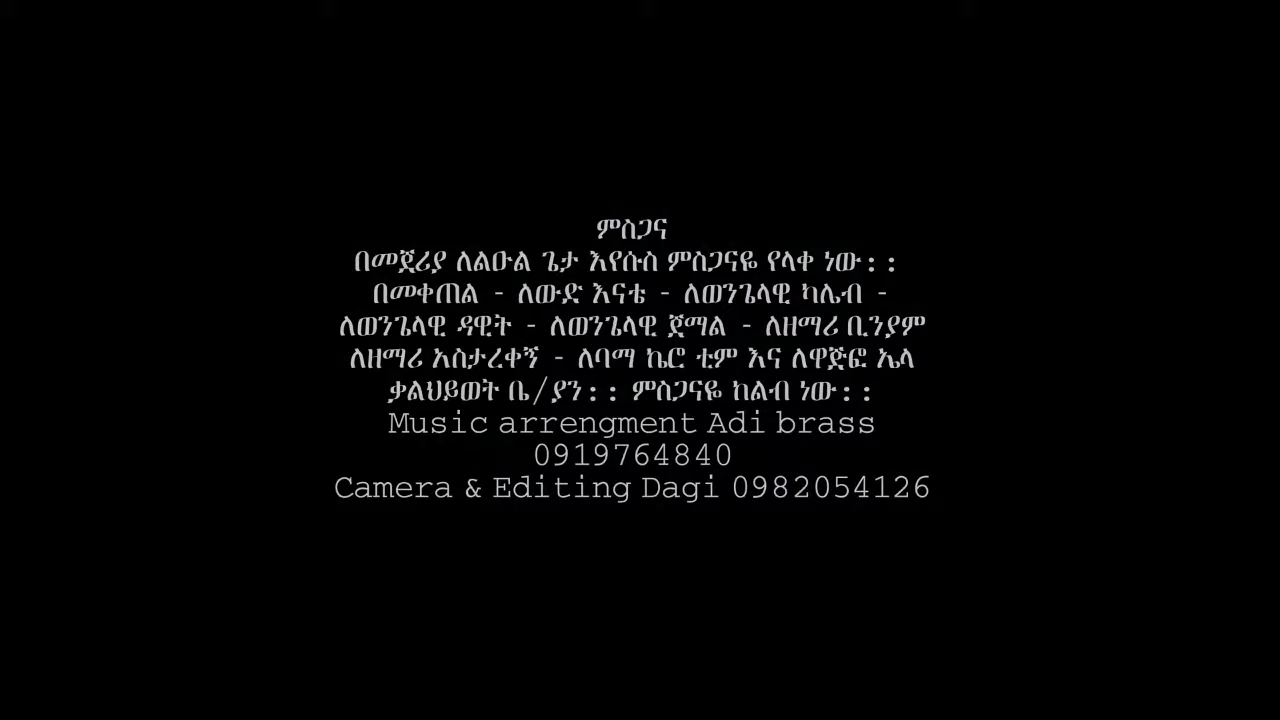 ምስጋና
በመጀሪያ ለልዑል ጌታ እየሱስ ምስጋናዬ የላቀ ነው፡፡
በመቀጠል - ለውድ እናቴ - ለወንጌላዊ ካሌብ -
ለወንጌላዊ ዳዊት - ለወንጌላዊ ጀማል - ለዘማሪ ቢንያም
ለዘማሪ አስታረቀኝ - ለባማ ኬሮ ቲም እና ለዋጅፎ ኤላ
ቃልህይወት ቤ/ያን፡፡ ምስጋናዬ ከልብ ነው፡፡
Music arrengment Adi brass
0919764840
Camera & Editing Dagi 0982054126